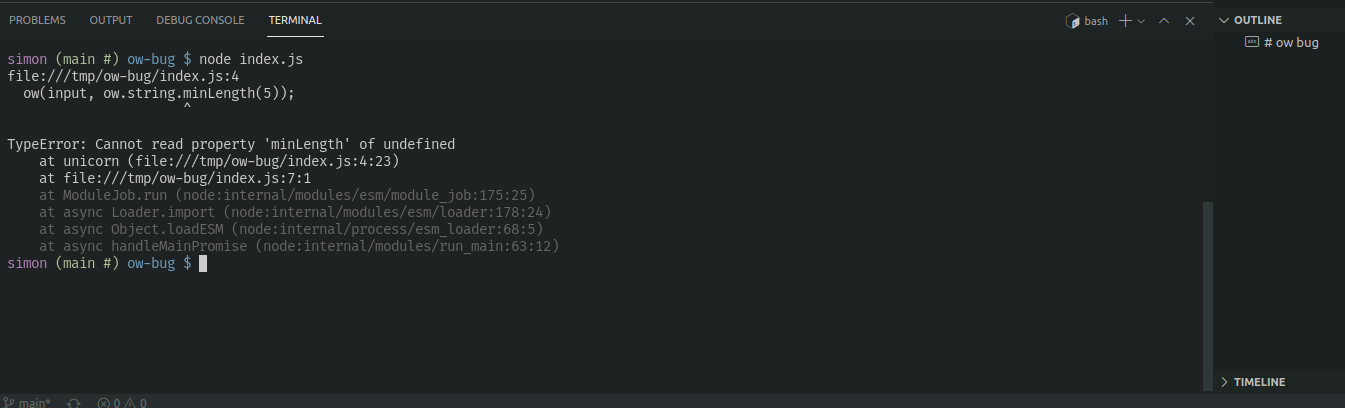 PROBLEMS OUTPUT DEBUG CONSOLE TERMINAL bash
simon (main #) ow-bug $ node index.js
file:///tmp/ow-bug/index.js:4
  ow(input, ow.string.minLength(5));
                      ^
TypeError: Cannot read property 'minLength' of undefined
    at unicorn (file:///tmp/ow-bug/index.js:4:23)
    at file:///tmp/ow-bug/index.js:7:1
    at ModuleJob.run (node:internal/modules/esm/module_job:175:25)
    at async Loader.import (node:internal/modules/esm/loader:178:24)
    at async Object.loadESM (node:internal/process/esm_loader:68:5)
    at async handleMainPromise (node:internal/modules/run_main:63:12)
simon (main #) ow-bug $
OUTLINE
abc # ow bug
TIMELINE
main* 0 0